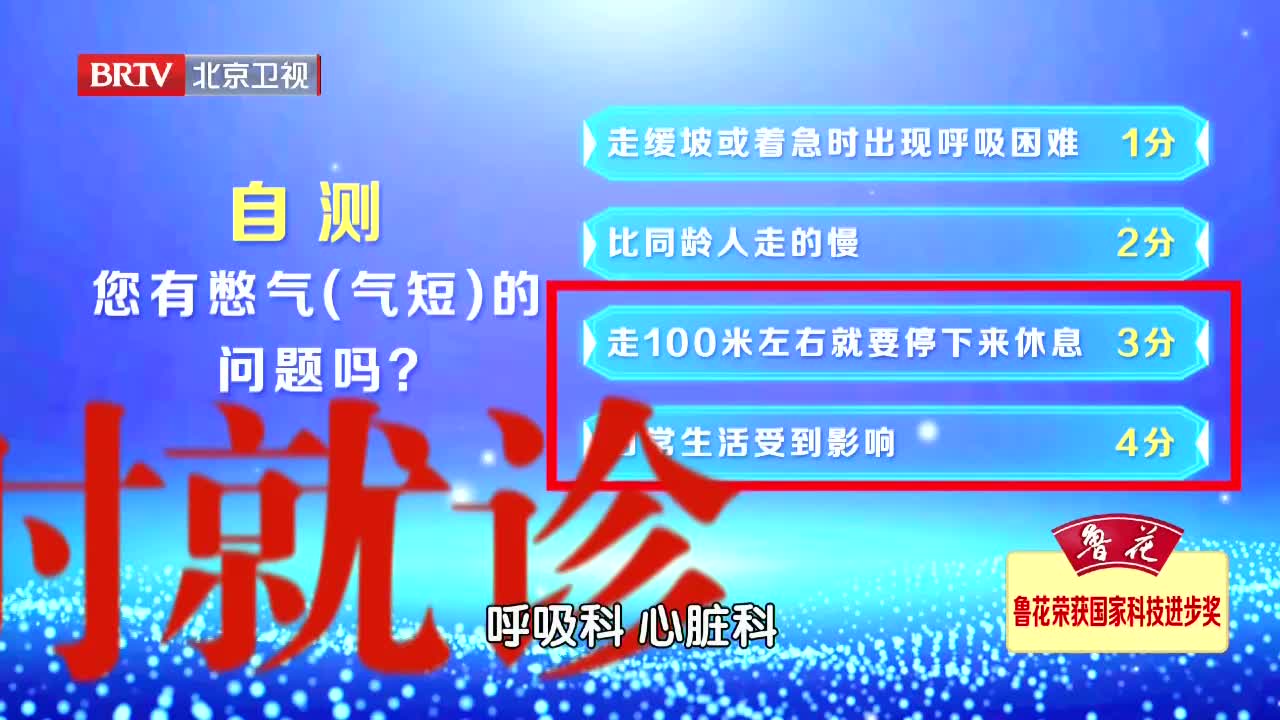 BRTV 北京卫视
自测
您有憋气(气短)的
问题吗?
走缓坡或着急时出现呼吸困难 1分
比同龄人走的慢 2分
走100米左右就要停下来休息 3分
常生活受到影响 4分
时就诊
呼吸科 心脏科
鲁花
鲁花荣获国家科技进步奖